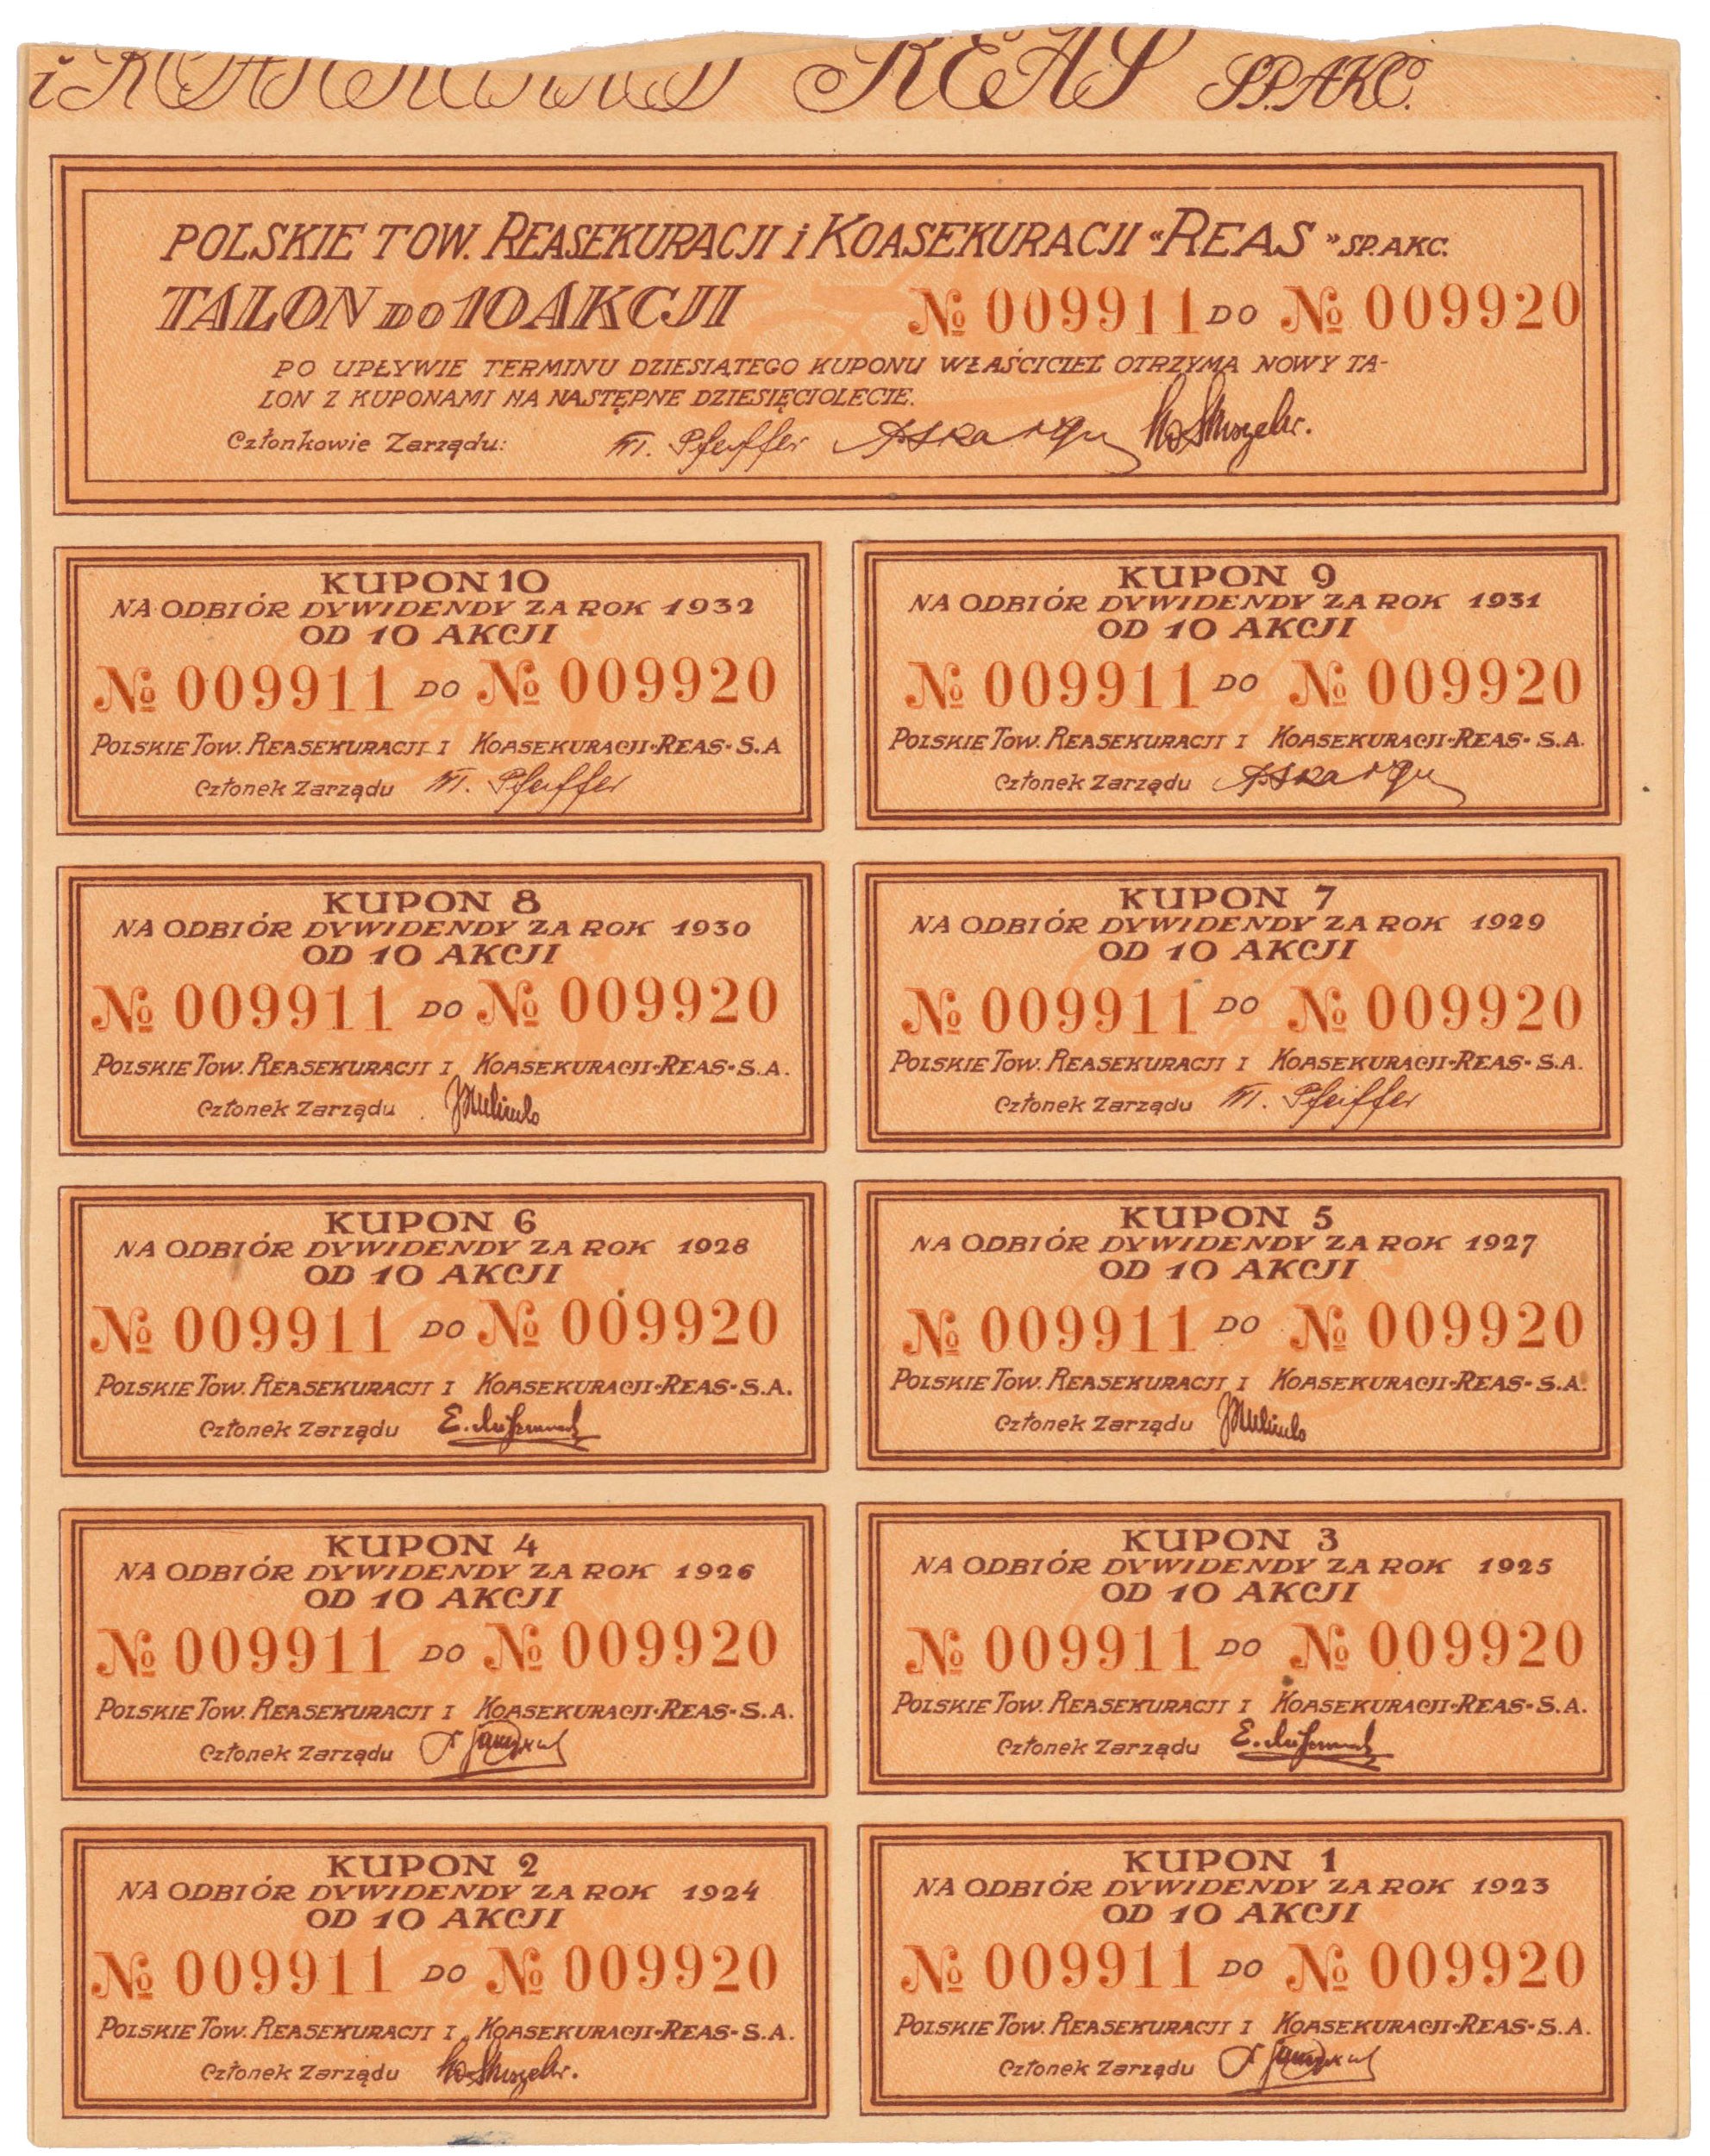 REAS SP. AKC.
POLSKIE TOW. REASEKURACJI i KOASEKURACJI «REAS» SP. AKC.
TALON DO 10 AKCJI № 009911 DO № 009920
PO UPŁYWIE TERMINU DZIESIĄTEGO KUPONU WŁAŚCICIEL OTRZYMA NOWY TA-
LON Z KUPONAMI NA NASTĘPNE DZIESIĘCIOLECIE.
Członkowie Zarządu: Pfeiffer
KUPON 10
NA ODBIÓR DYWIDENDY ZA ROK 1932
OD 10 AKCJI
№ 009911 DO № 009920
POLSKIE TOW. REASEKURACJI I KOASEKURACJI-REAS-S.A
Członek Zarządu Pfeiffer
KUPON 9
NA ODBIÓR DYWIDENDY ZA ROK 1931
OD 10 AKCJI
№ 009911 DO № 009920
POLSKIE TOW. REASEKURACJI I KOASEKURACJI-REAS-S.A.
Członek Zarządu
KUPON 8
NA ODBIÓR DYWIDENDY ZA ROK 1930
OD 10 AKCJI
№ 009911 DO № 009920
POLSKIE TOW. REASEKURACJI I KOASEKURACJI-REAS-S.A.
Członek Zarządu
KUPON 7
NA ODBIÓR DYWIDENDY ZA ROK 1929
OD 10 AKCJI
№ 009911 DO № 009920
POLSKIE TOW. REASEKURACJI I KOASEKURACJI-REAS-S.A.
Członek Zarządu Pfeiffer
KUPON 6
NA ODBIÓR DYWIDENDY ZA ROK 1928
OD 10 AKCJI
№ 009911 DO № 009920
POLSKIE TOW. REASEKURACJI I KOASEKURACJI-REAS-S.A.
Członek Zarządu
KUPON 5
NA ODBIÓR DYWIDENDY ZA ROK 1927
OD 10 AKCJI
№ 009911 DO № 009920
POLSKIE TOW. REASEKURACJI I KOASEKURACJI-REAS-S.A.
Członek Zarządu
KUPON 4
NA ODBIÓR DYWIDENDY ZA ROK 1926
OD 10 AKCJI
№ 009911 DO № 009920
POLSKIE TOW. REASEKURACJI I KOASEKURACJI-REAS-S.A.
Członek Zarządu
KUPON 3
NA ODBIÓR DYWIDENDY ZA ROK 1925
OD 10 AKCJI
№ 009911 DO № 009920
POLSKIE TOW. REASEKURACJI I KOASEKURACJI-REAS-S.A.
Członek Zarządu
KUPON 2
NA ODBIÓR DYWIDENDY ZA ROK 1924
OD 10 AKCJI
№ 009911 DO № 009920
POLSKIE TOW. REASEKURACJI I KOASEKURACJI-REAS-S.A.
Członek Zarządu
KUPON 1
NA ODBIÓR DYWIDENDY ZA ROK 1923
OD 10 AKCJI
№ 009911 DO № 009920
POLSKIE TOW. REASEKURACJI I KOASEKURACJI-REAS-S.A.
Członek Zarządu